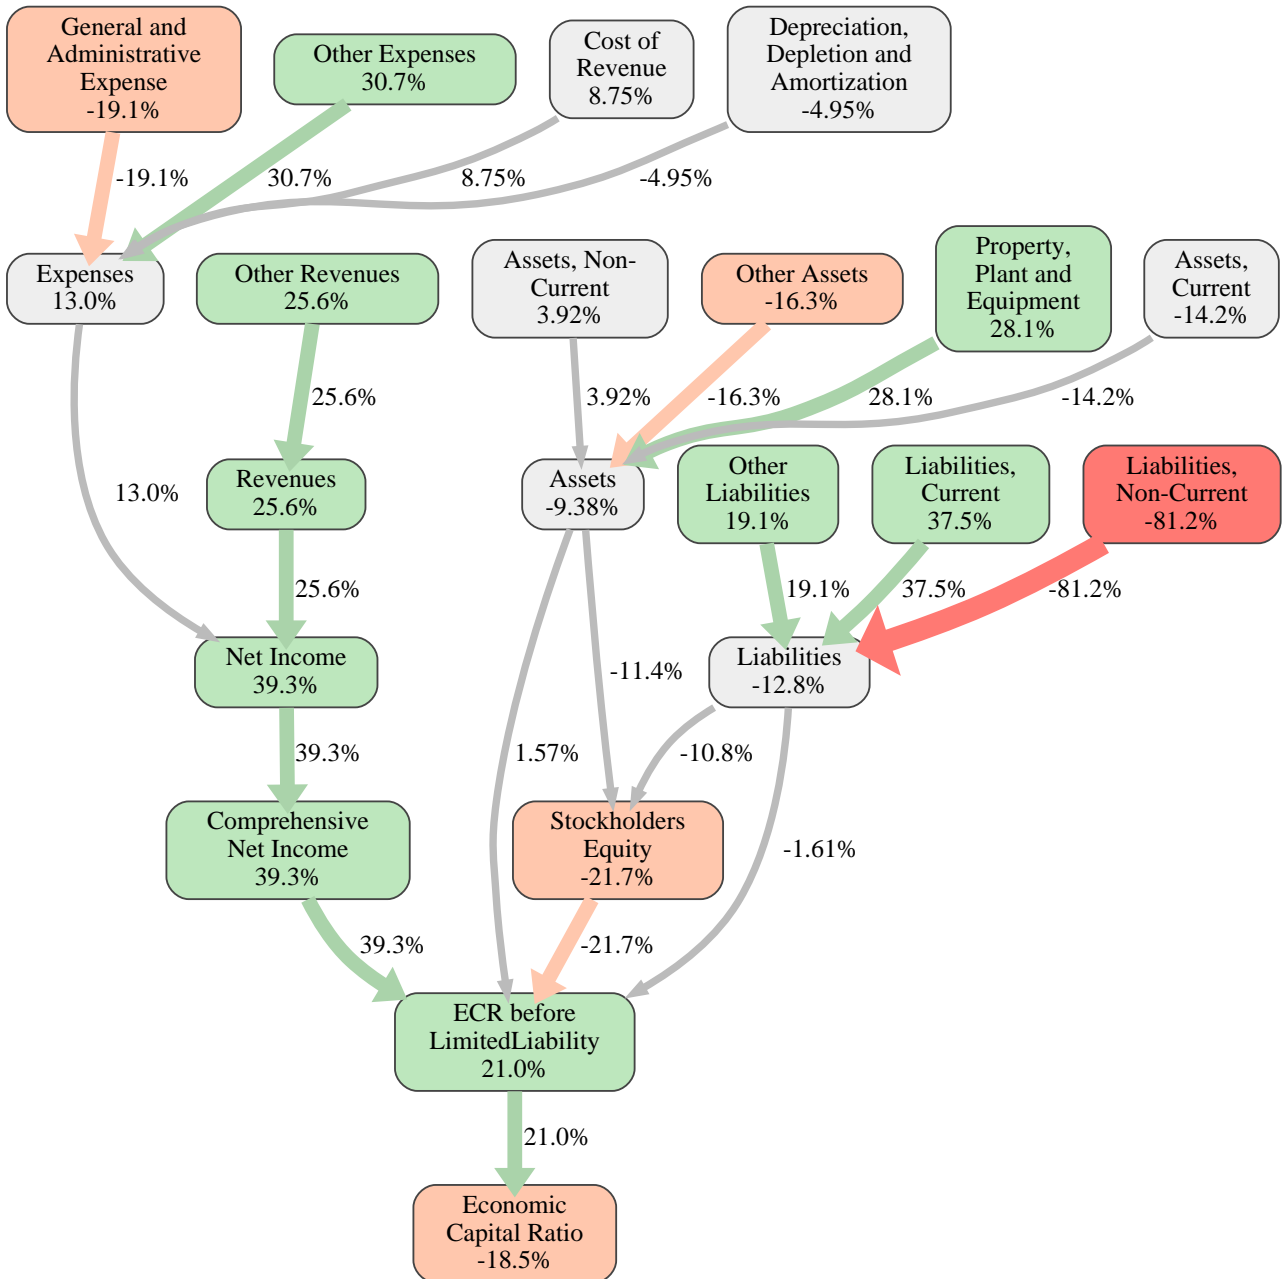 General and
Administrative
Expense
-19.1%
Other Expenses
30.7%
Cost of
Revenue
8.75%
Depreciation,
Depletion and
Amortization
-4.95%
-19.1%
30.7%
8.75%
-4.95%
Expenses
13.0%
Other Revenues
25.6%
Assets, Non-
Current
3.92%
Other Assets
-16.3%
Property,
Plant and
Equipment
28.1%
Assets,
Current
-14.2%
25.6%
3.92%
-16.3%
28.1%
-14.2%
13.0%
Revenues
25.6%
Assets
-9.38%
Other
Liabilities
19.1%
Liabilities,
Current
37.5%
Liabilities,
Non-Current
-81.2%
25.6%
19.1%
37.5%
-81.2%
Net Income
39.3%
-11.4%
Liabilities
-12.8%
39.3%
1.57%
-10.8%
Comprehensive
Net Income
39.3%
Stockholders
Equity
-21.7%
-1.61%
39.3%
-21.7%
ECR before
LimitedLiability
21.0%
21.0%
Economic
Capital Ratio
-18.5%